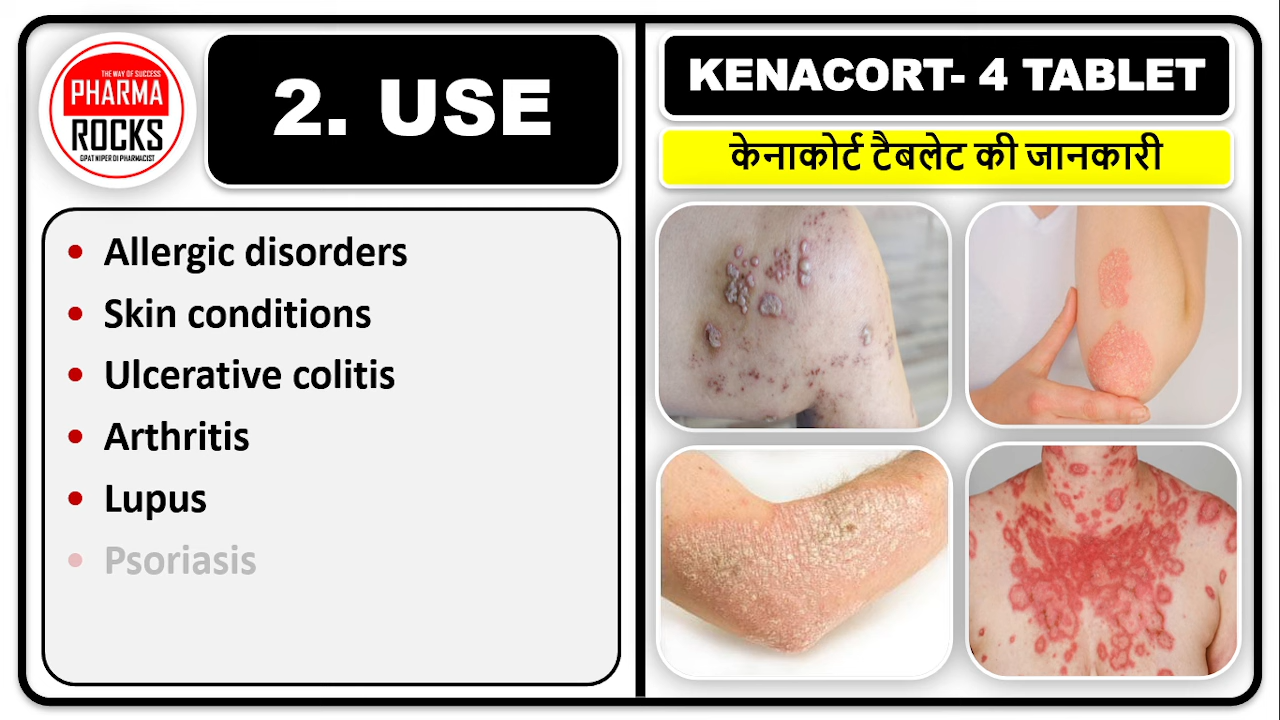 THE WAY OF SUCCESS
PHARMA
ROCKS
GPAT NIPER DI PHARMACIST
2. USE
• Allergic disorders
• Skin conditions
• Ulcerative colitis
• Arthritis
• Lupus
• Psoriasis
KENACORT- 4 TABLET
केनाकोर्ट टैबलेट की जानकारी